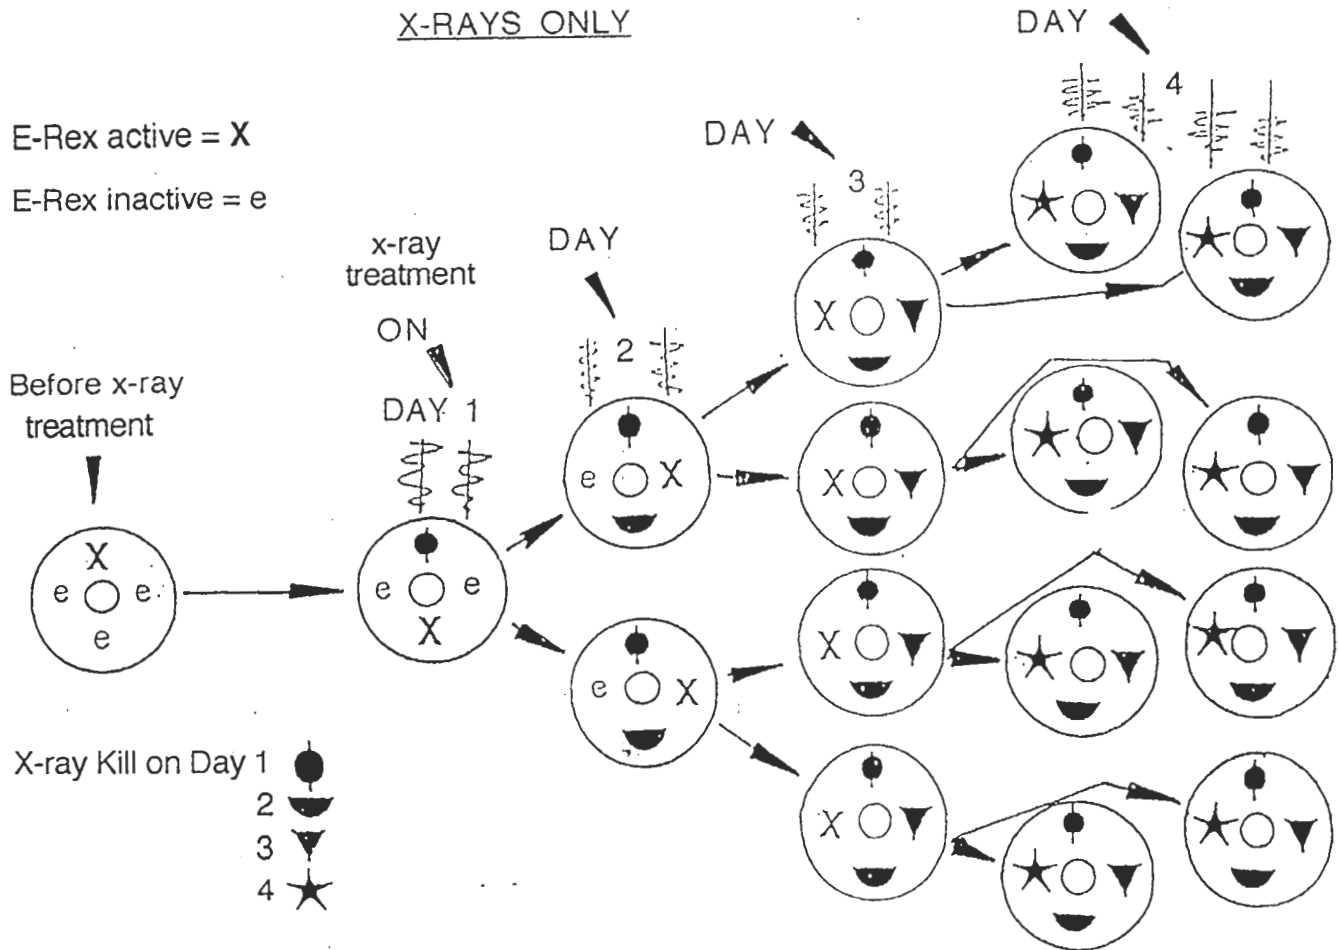 X-RAYS ONLY
E-Rex active = X
E-Rex inactive = e
Before x-ray
treatment
x-ray
treatment
ON
DAY 1
DAY
2
DAY
3
DAY
4
X
e e
e
e e
X
e X
e X
X
X
X
X
X-ray Kill on Day 1
2
3
4